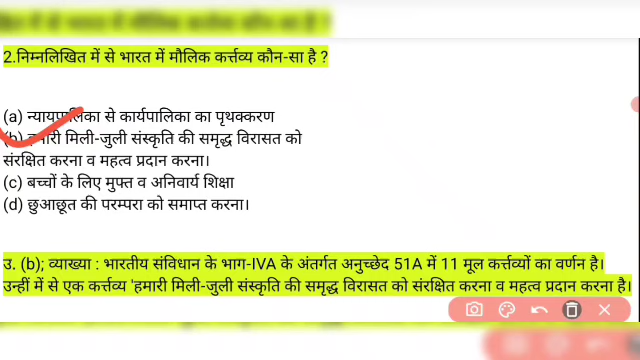 2.निम्नलिखित में से भारत में मौलिक कर्त्तव्य कौन-सा है ?
(a) न्यायपालिका से कार्यपालिका का पृथक्करण
(b) हमारी मिली-जुली संस्कृति की समृद्ध विरासत को
संरक्षित करना व महत्व प्रदान करना।
(c) बच्चों के लिए मुफ्त व अनिवार्य शिक्षा
(d) छुआछूत की परम्परा को समाप्त करना।
उ. (b); व्याख्या : भारतीय संविधान के भाग-IVA के अंतर्गत अनुच्छेद 51A में 11 मूल कर्त्तव्यों का वर्णन है।
उन्हीं में से एक कर्त्तव्य 'हमारी मिली-जुली संस्कृति की समृद्ध विरासत को संरक्षित करना व महत्व प्रदान करना है।